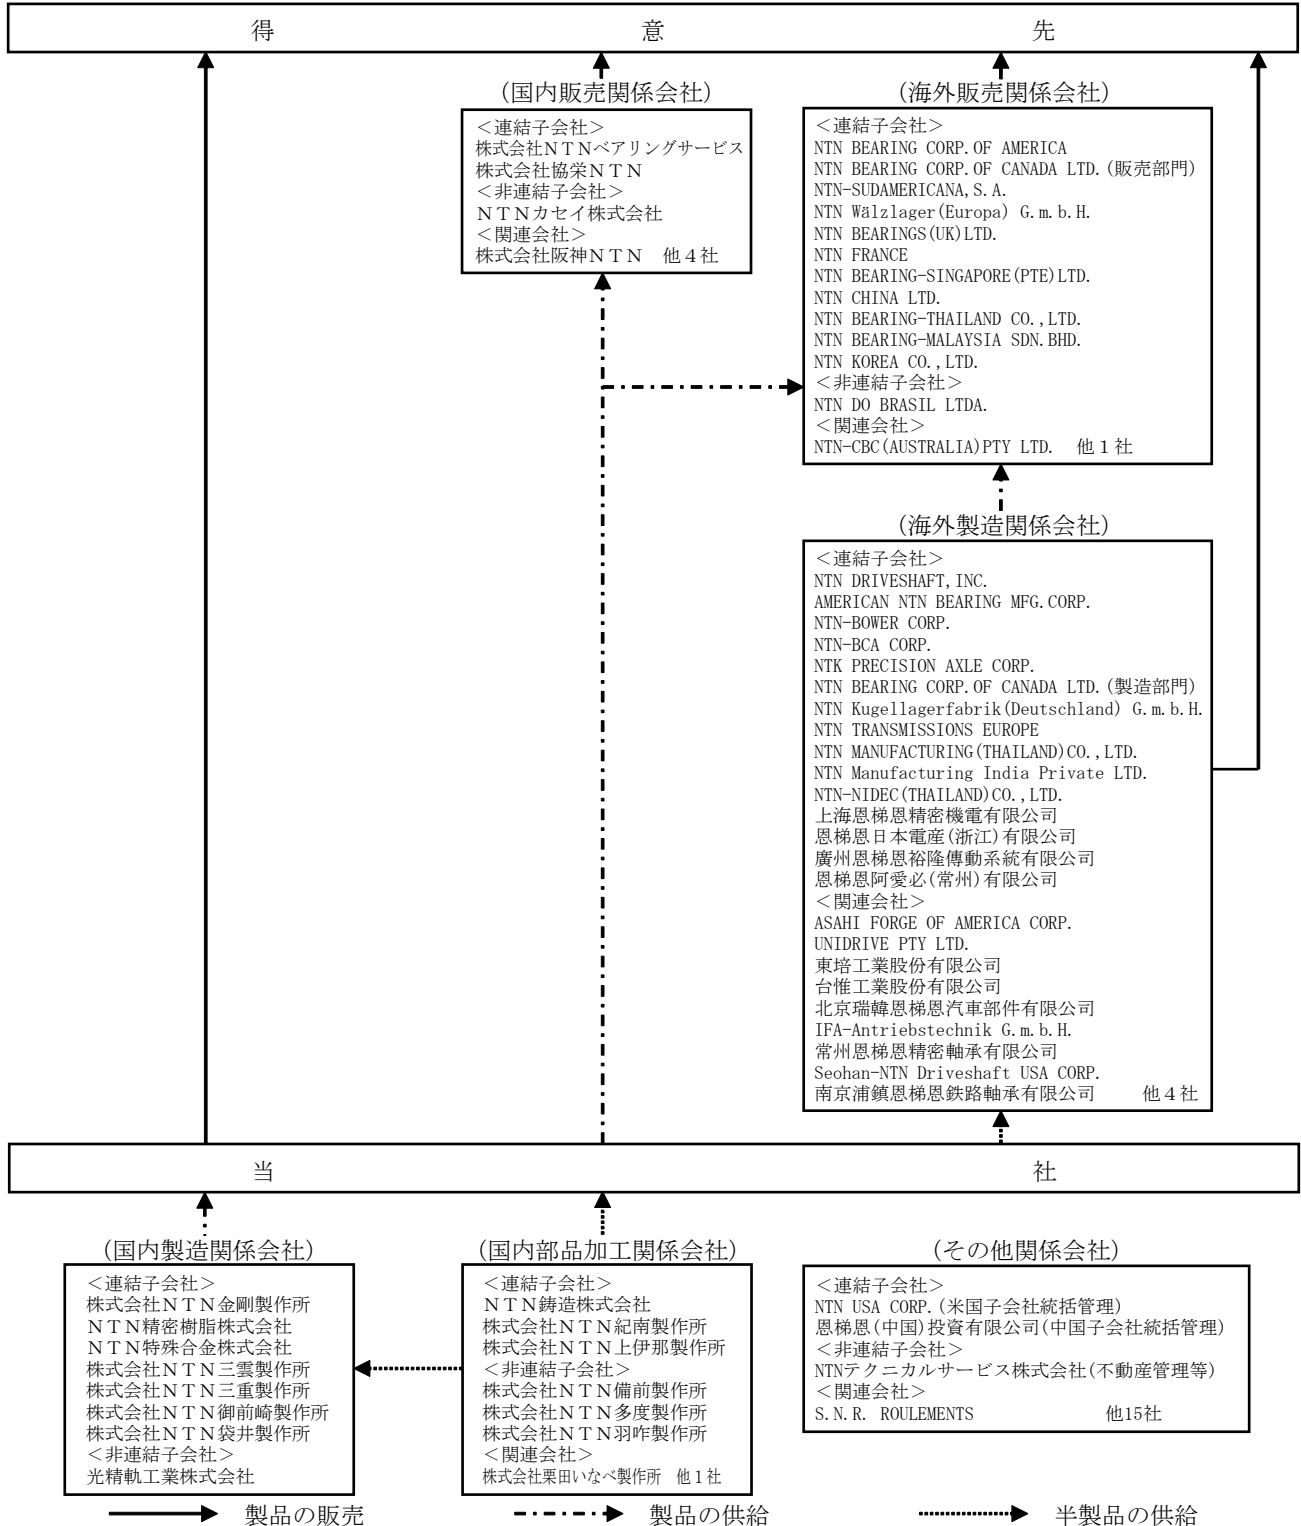 得意先
(国内販売関係会社)
＜連結子会社＞
株式会社ＮＴＮベアリングサービス
株式会社協栄ＮＴＮ
＜非連結子会社＞
ＮＴＮカセイ株式会社
＜関連会社＞
株式会社阪神ＮＴＮ　他４社
(海外販売関係会社)
＜連結子会社＞
NTN BEARING CORP.OF AMERICA
NTN BEARING CORP.OF CANADA LTD.(販売部門)
NTN-SUDAMERICANA,S.A.
NTN Wälzlager(Europa) G.m.b.H.
NTN BEARINGS(UK)LTD.
NTN FRANCE
NTN BEARING-SINGAPORE(PTE)LTD.
NTN CHINA LTD.
NTN BEARING-THAILAND CO.,LTD.
NTN BEARING-MALAYSIA SDN.BHD.
NTN KOREA CO.,LTD.
＜非連結子会社＞
NTN DO BRASIL LTDA.
＜関連会社＞
NTN-CBC(AUSTRALIA)PTY LTD.　他１社
(海外製造関係会社)
＜連結子会社＞
NTN DRIVESHAFT,INC.
AMERICAN NTN BEARING MFG.CORP.
NTN-BOWER CORP.
NTN-BCA CORP.
NTK PRECISION AXLE CORP.
NTN BEARING CORP.OF CANADA LTD.(製造部門)
NTN Kugellagerfabrik(Deutschland) G.m.b.H.
NTN TRANSMISSIONS EUROPE
NTN MANUFACTURING(THAILAND)CO.,LTD.
NTN Manufacturing India Private LTD.
NTN-NIDEC(THAILAND)CO.,LTD.
上海恩梯恩精密機電有限公司
恩梯恩日本電産(浙江)有限公司
廣州恩梯恩裕隆傳動系統有限公司
恩梯恩阿愛必(常州)有限公司
＜関連会社＞
ASAHI FORGE OF AMERICA CORP.
UNIDRIVE PTY LTD.
東培工業股份有限公司
台惟工業股份有限公司
北京瑞韓恩梯恩汽車部件有限公司
IFA-Antriebstechnik G.m.b.H.
常州恩梯恩精密軸承有限公司
Seohan-NTN Driveshaft USA CORP.
南京浦鎮恩梯恩鉄路軸承有限公司　他４社
当社
(国内製造関係会社)
＜連結子会社＞
株式会社ＮＴＮ金剛製作所
ＮＴＮ精密樹脂株式会社
ＮＴＮ特殊合金株式会社
株式会社ＮＴＮ三雲製作所
株式会社ＮＴＮ三重製作所
株式会社ＮＴＮ御前崎製作所
株式会社ＮＴＮ袋井製作所
＜非連結子会社＞
光精軌工業株式会社
(国内部品加工関係会社)
＜連結子会社＞
ＮＴＮ鋳造株式会社
株式会社ＮＴＮ紀南製作所
株式会社ＮＴＮ上伊那製作所
＜非連結子会社＞
株式会社ＮＴＮ備前製作所
株式会社ＮＴＮ多度製作所
株式会社ＮＴＮ羽咋製作所
＜関連会社＞
株式会社栗田いなべ製作所　他１社
(その他関係会社)
＜連結子会社＞
NTN USA CORP.(米国子会社統括管理)
恩梯恩(中国)投資有限公司(中国子会社統括管理)
＜非連結子会社＞
NTNテクニカルサービス株式会社(不動産管理等)
＜関連会社＞
S.N.R. ROULEMENTS　他15社
製品の販売
製品の供給
半製品の供給